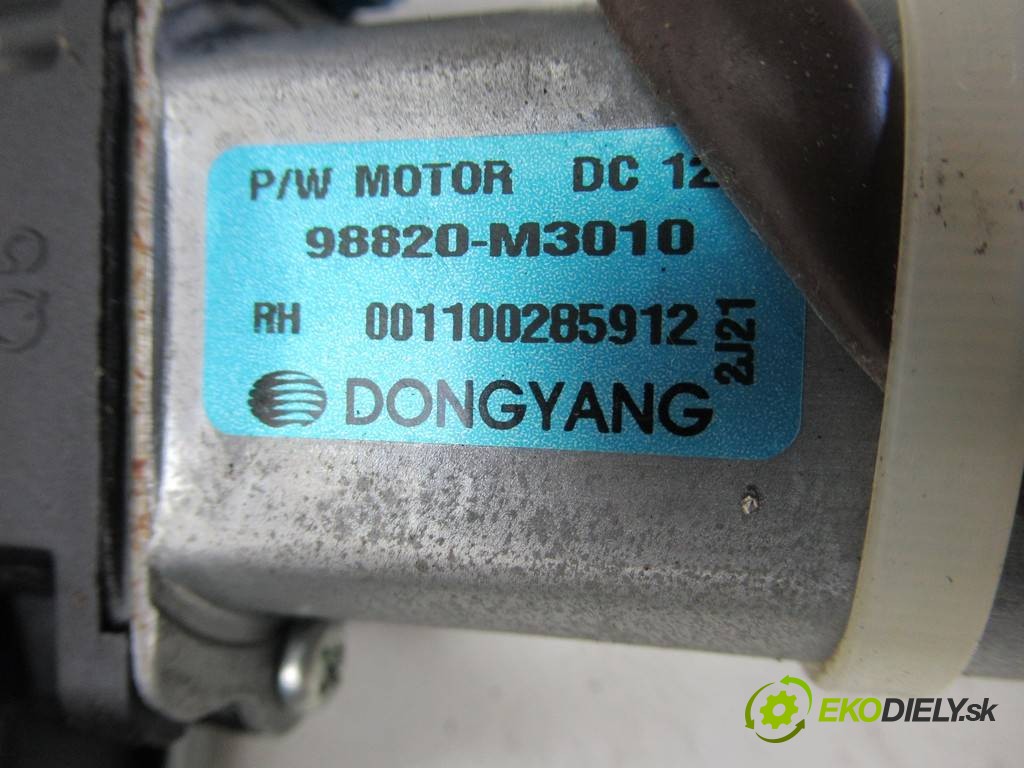 P/W MOTOR DC 12
98820-M3010
RH 001100285912
2J21
DONGYANG
EKODIELY.sk